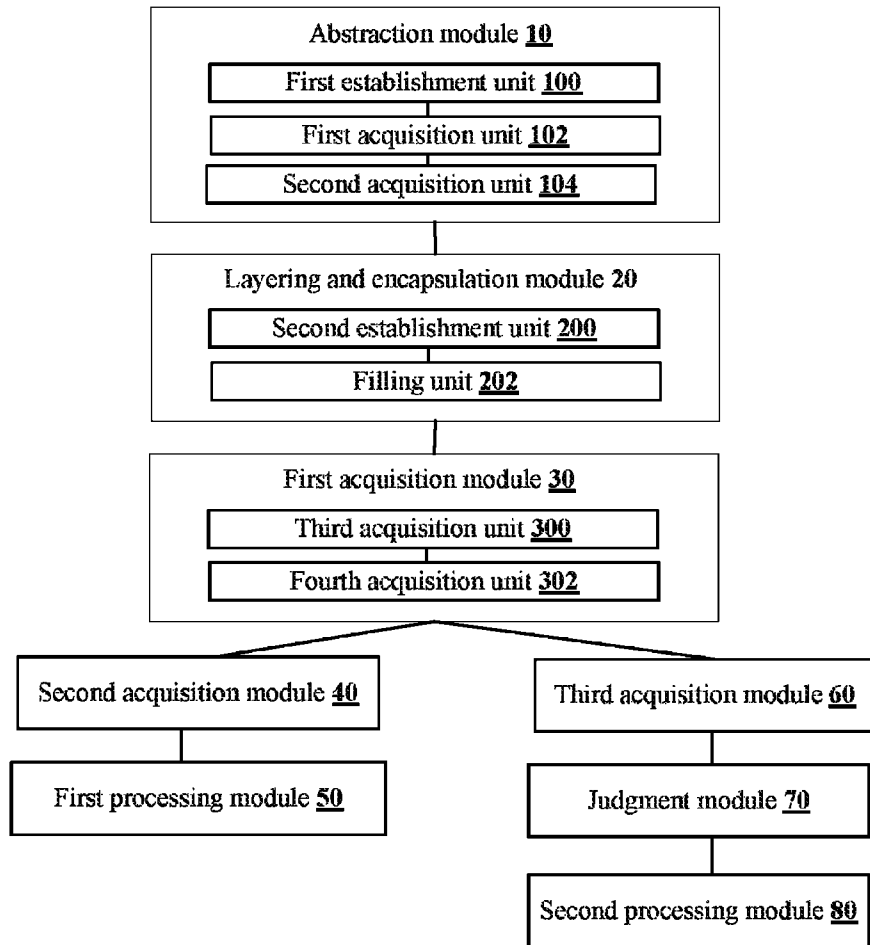 Abstraction module 10
First establishment unit 100
First acquisition unit 102
Second acquisition unit 104
Layering and encapsulation module 20
Second establishment unit 200
Filling unit 202
First acquisition module 30
Third acquisition unit 300
Fourth acquisition unit 302
Second acquisition module 40
Third acquisition module 60
First processing module 50
Judgment module 70
Second processing module 80